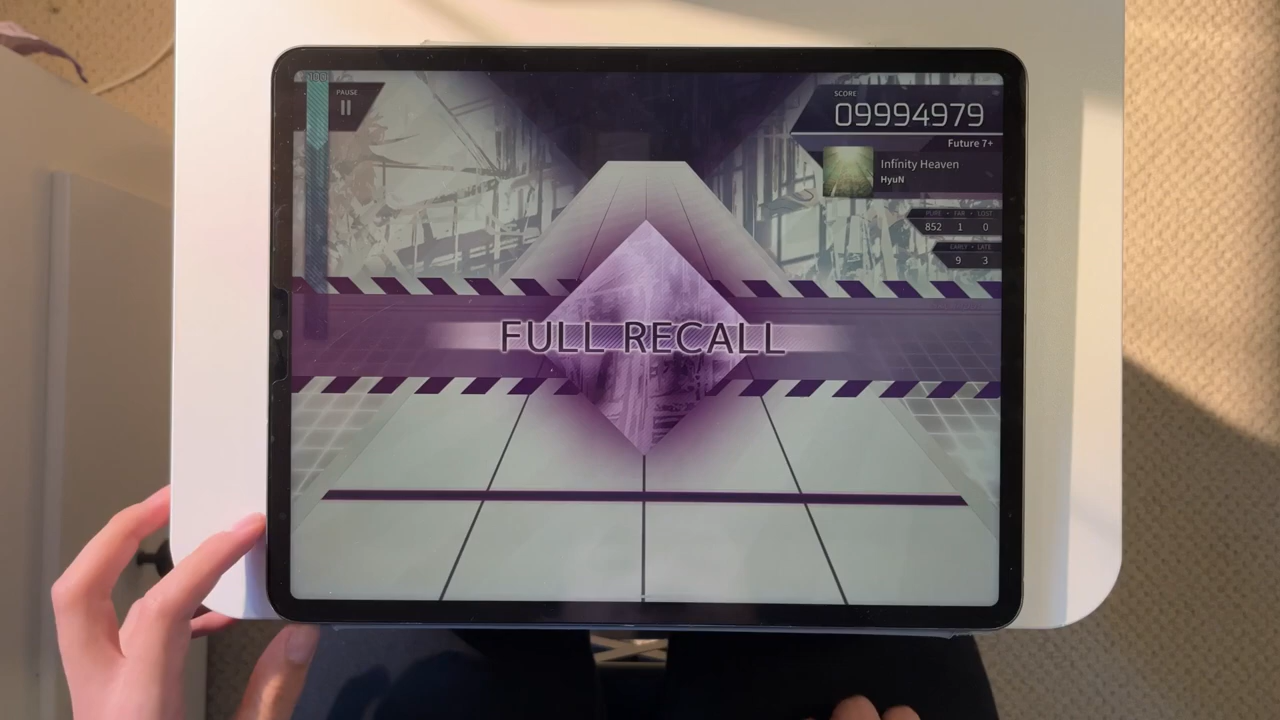 100
PAUSE
SCORE
09994979
Future 7+
Infinity Heaven
HyuN
PURE • FAR • LOST
852 1 0
EARLY • LATE
9 3
FULL RECALL